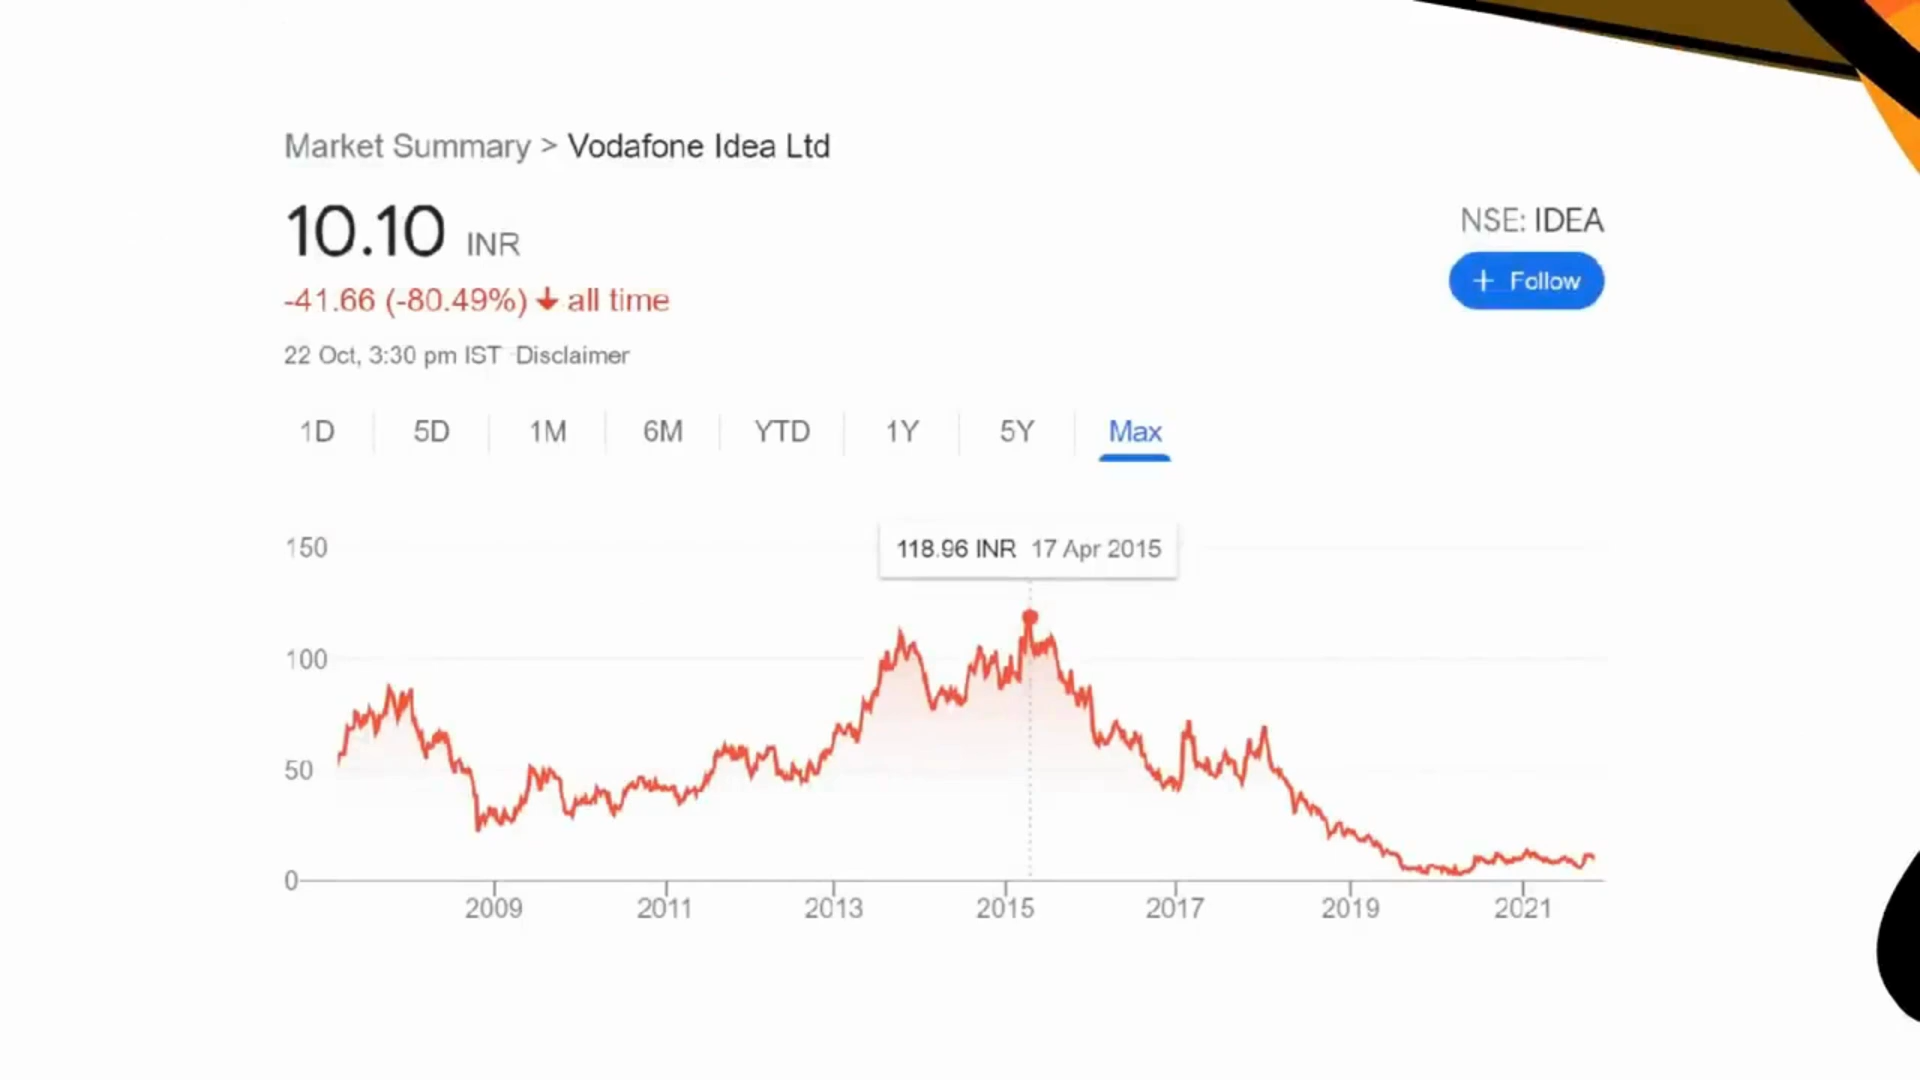 Market Summary > Vodafone Idea Ltd
10.10 INR
NSE: IDEA
+ Follow
-41.66 (-80.49%) ↓ all time
22 Oct, 3:30 pm IST · Disclaimer
1D 5D 1M 6M YTD 1Y 5Y Max
118.96 INR 17 Apr 2015
150
100
50
0
2009 2011 2013 2015 2017 2019 2021